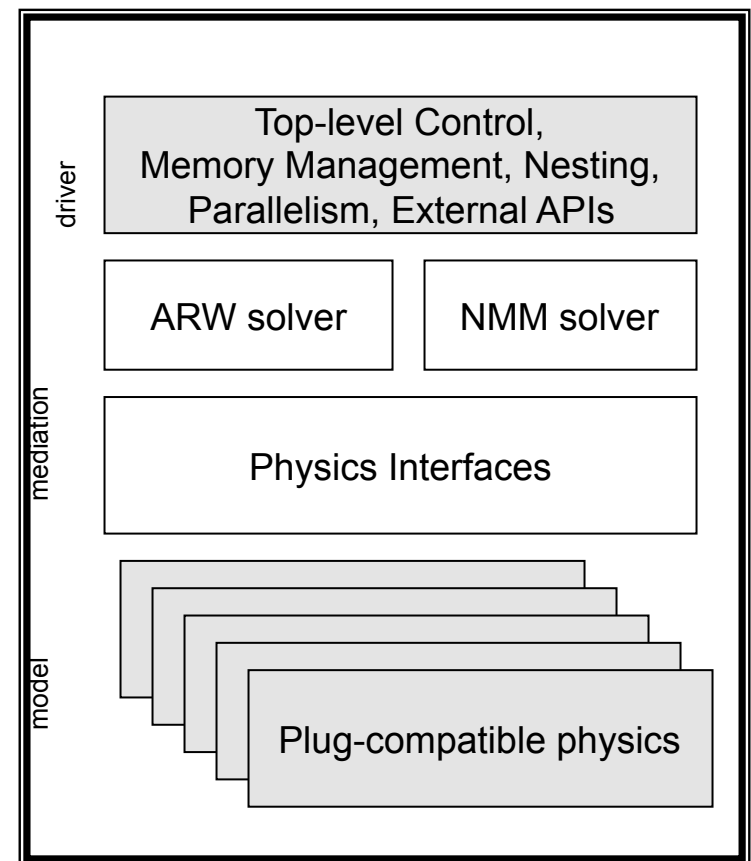 driver
Top-level Control,
Memory Management, Nesting,
Parallelism, External APIs
ARW solver
NMM solver
mediation
Physics Interfaces
model
Plug-compatible physics